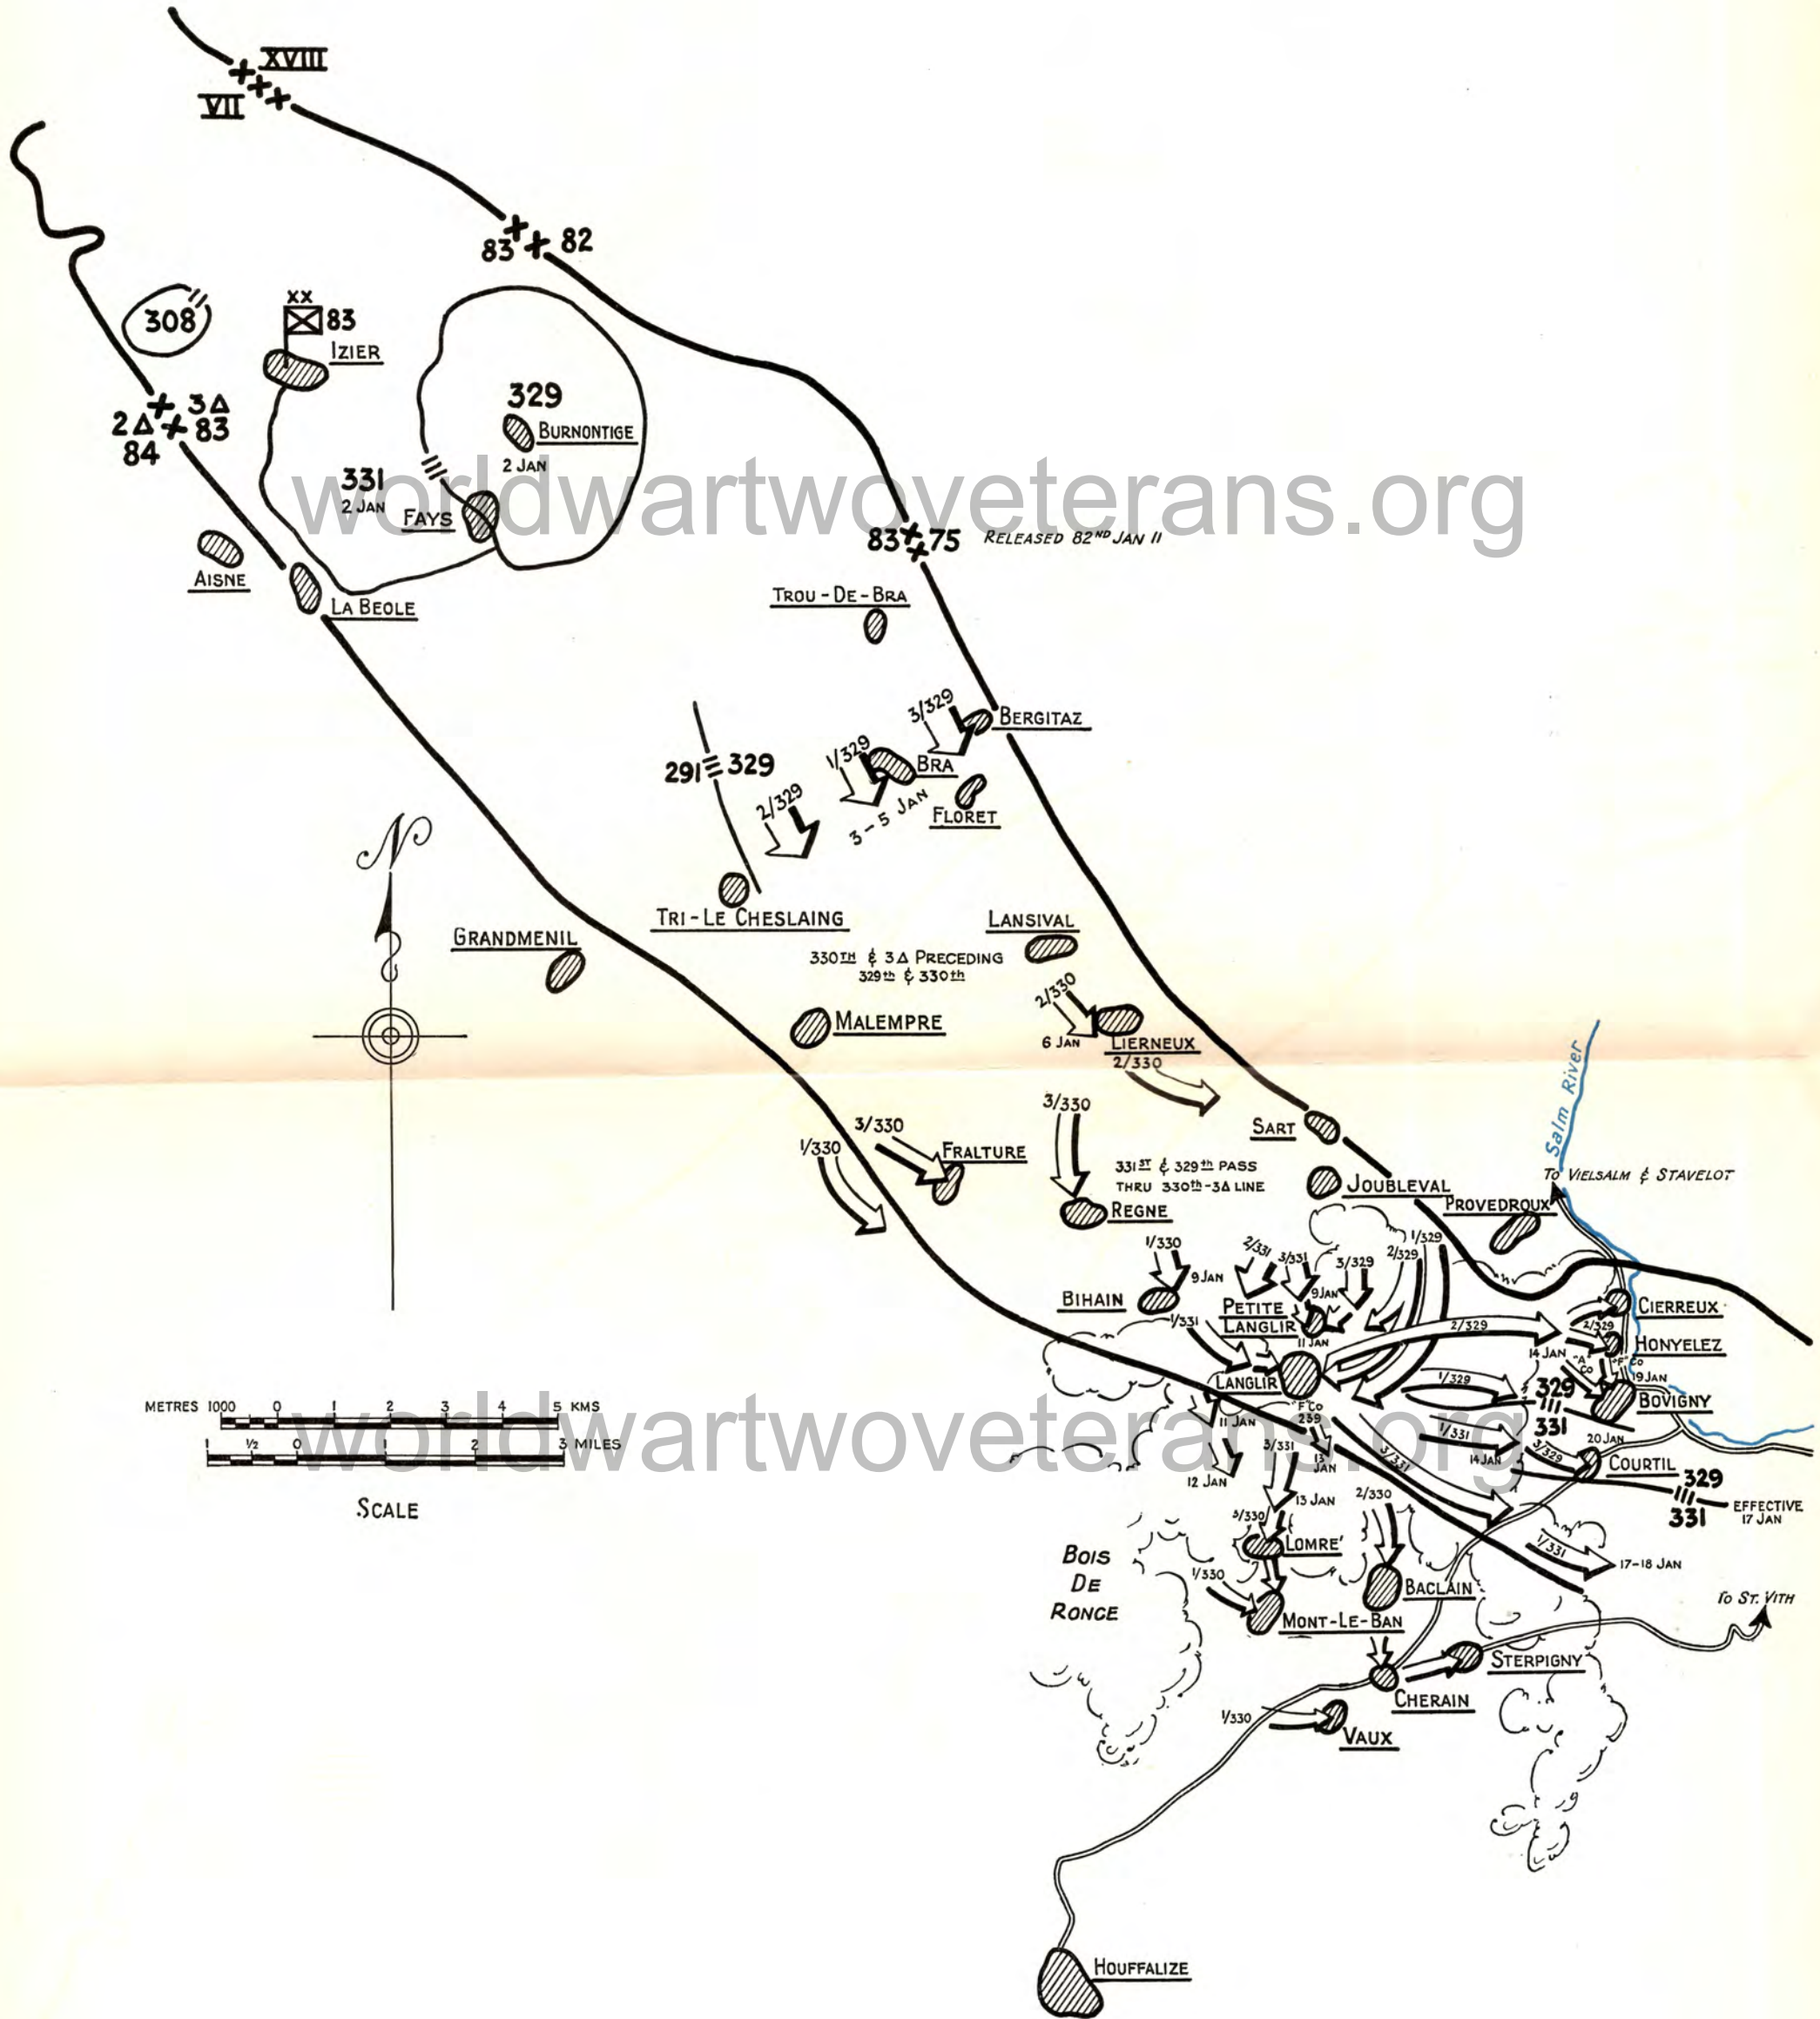 XVIII
VII
83 82
308
XX
83
IZIER
2Δ 3Δ
84 83
329
BURNONTIGE
2 JAN
331
2 JAN
FAYS
worldwartwoveterans.org
83 75 RELEASED 82ND JAN 11
AISNE
LA BEOLE
TROU-DE-BRA
3/329
BERGITAZ
291 329
1/329
BRA
2/329
3-5 JAN
FLORET
N
TRI-LE CHESLAING
LANSIVAL
GRANDMENIL
330TH & 3Δ PRECEDING
329th & 330th
2/330
MALEMPRE
6 JAN
LIERNEUX
2/330
Salm River
3/330
3/330
1/330
SART
FRALTURE
331ST & 329th PASS
THRU 330th-3Δ LINE
TO VIELSALM & STAVELOT
JOUBLEVAL
PROVEDROUX
REGNE
1/330
2/331
3/331
3/329
2/329
1/329
9 JAN
9 JAN
BIHAIN
PETITE
LANGLIR
CIERREUX
1/331
11 JAN
2/329
2/329
HONYELEZ
14 JAN
"A" Co
"F" Co
LANGLIR
1/329
329
331
19 JAN
BOVIGNY
METRES 1000 0 1 2 3 4 5 KMS
1 1/2 0 1 2 3 MILES
SCALE
worldwartwoveterans.org
11 JAN
"F" Co
239
1/331
20 JAN
3/331
13 JAN
3/331
14 JAN
3/329
COURTIL
12 JAN
329
331
EFFECTIVE
17 JAN
13 JAN
2/330
3/330
LOMRE'
1/331
17-18 JAN
BOIS
DE
RONCE
1/330
BACLAIN
TO ST. VITH
MONT-LE-BAN
STERPIGNY
CHERAIN
1/330
VAUX
HOUFFALIZE